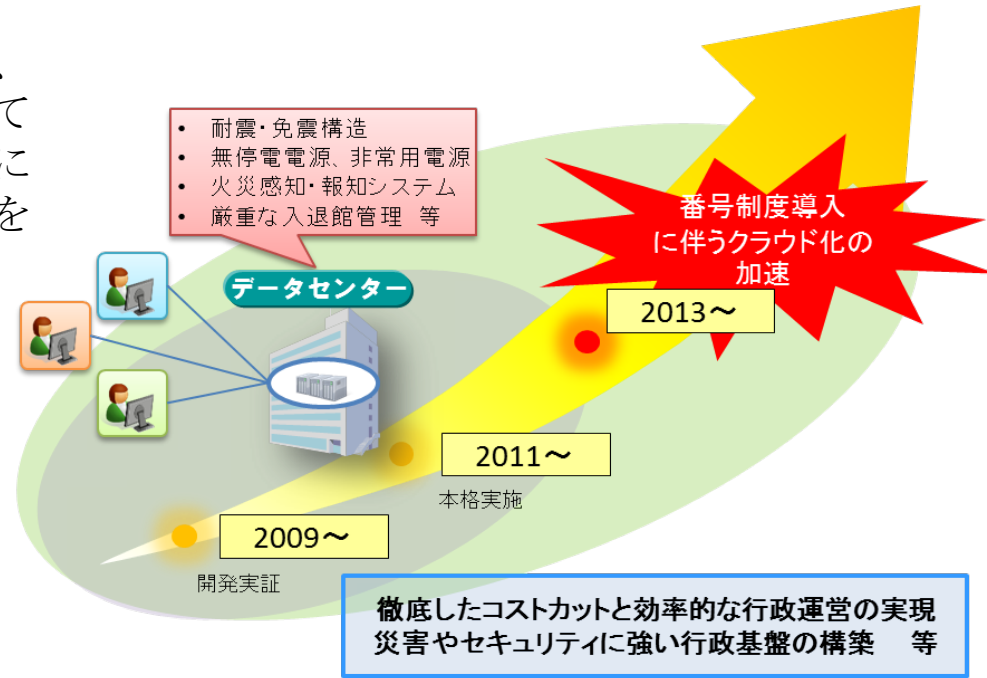 て
に
を
• 耐震・免震構造
• 無停電電源、非常用電源
• 火災感知・報知システム
• 厳重な入退館管理 等
データセンター
番号制度導入
に伴うクラウド化の
加速
2013～
2011～
本格実施
2009～
開発実証
徹底したコストカットと効率的な行政運営の実現
災害やセキュリティに強い行政基盤の構築 等